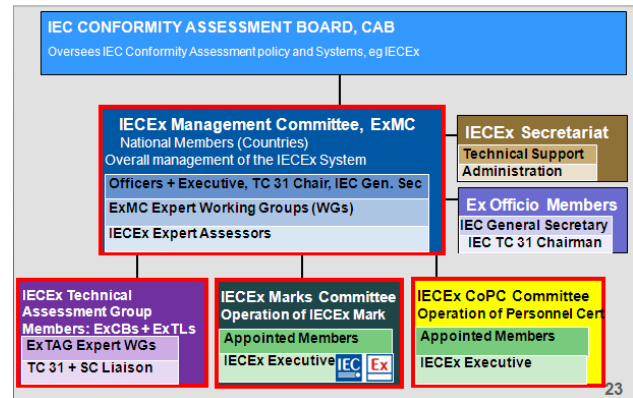 IEC CONFORMITY ASSESSMENT BOARD, CAB
Oversees IEC Conformity Assessment policy and Systems, eg IECEx
IECEx Management Committee, ExMC
National Members (Countries)
Overall management of the IECEx System
Officers + Executive, TC 31 Chair, IEC Gen. Sec
ExMC Expert Working Groups (WGs)
IECEx Expert Assessors
IECEx Secretariat
Technical Support
Administration
Ex Officio Members
IEC General Secretary
IEC TC 31 Chairman
IECEx Technical
Assessment Group
Members: ExCBs + ExTLs
ExTAG Expert WGs
TC 31 + SC Liaison
IECEx Marks Committee
Operation of IECEx Mark
Appointed Members
IECEx Executive
IEC Ex
IECEx CoPC Committee
Operation of Personnel Cert
Appointed Members
IECEx Executive
23